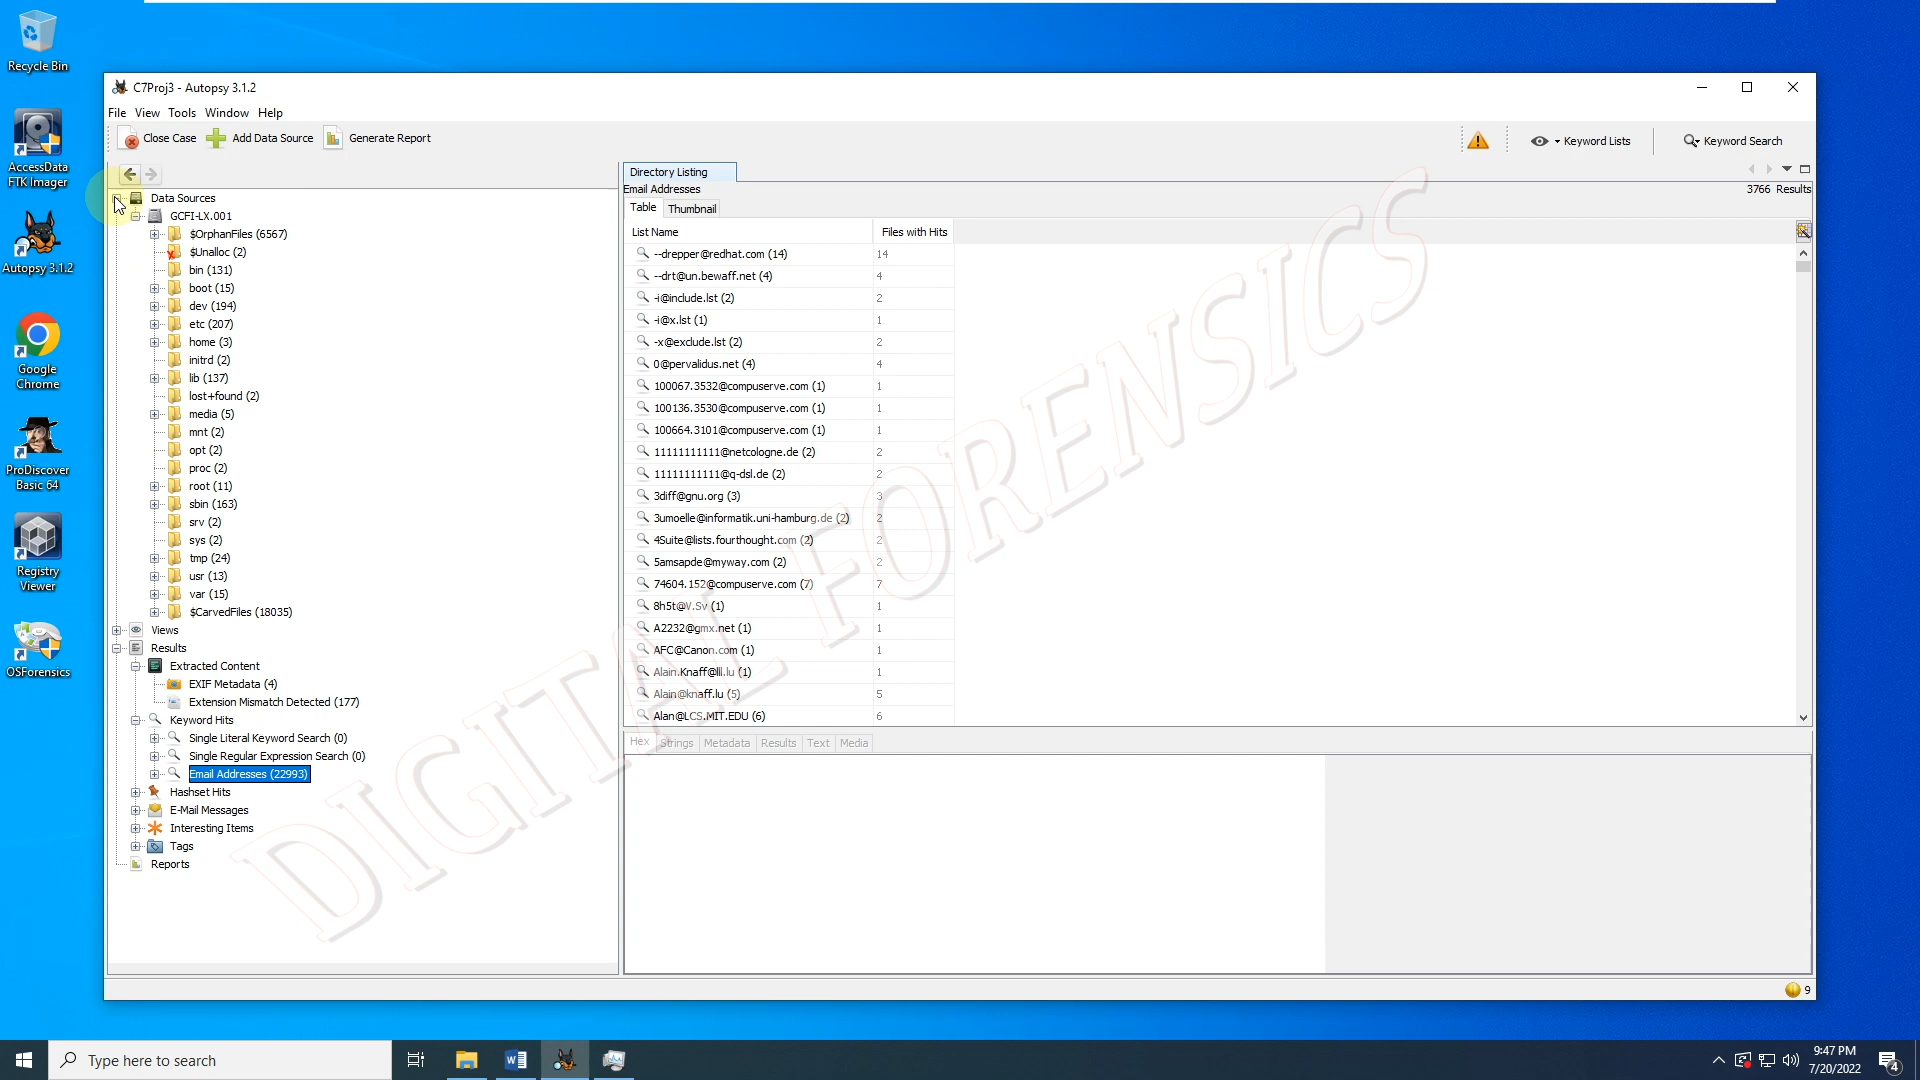 Recycle Bin
AccessData
FTK Imager
Autopsy 3.1.2
Google
Chrome
ProDiscover
Basic 64
Registry
Viewer
OSForensics
C7Proj3 - Autopsy 3.1.2
File View Tools Window Help
Close Case Add Data Source Generate Report
Keyword Lists Keyword Search
Data Sources
GCFI-LX.001
$OrphanFiles (6567)
$Unalloc (2)
bin (131)
boot (15)
dev (194)
etc (207)
home (3)
initrd (2)
lib (137)
lost+found (2)
media (5)
mnt (2)
opt (2)
proc (2)
root (11)
sbin (163)
srv (2)
sys (2)
tmp (24)
usr (13)
var (15)
$CarvedFiles (18035)
Views
Results
Extracted Content
EXIF Metadata (4)
Extension Mismatch Detected (177)
Keyword Hits
Single Literal Keyword Search (0)
Single Regular Expression Search (0)
Email Addresses (22993)
Hashset Hits
E-Mail Messages
Interesting Items
Tags
Reports
Directory Listing
Email Addresses 3766 Results
Table Thumbnail
List Name Files with Hits
--drepper@redhat.com (14) 14
--drt@un.bewaff.net (4) 4
-i@include.lst (2) 2
-i@x.lst (1) 1
-x@exclude.lst (2) 2
0@pervalidus.net (4) 4
100067.3532@compuserve.com (1) 1
100136.3530@compuserve.com (1) 1
100664.3101@compuserve.com (1) 1
11111111111@netcologne.de (2) 2
11111111111@q-dsl.de (2) 2
3diff@gnu.org (3) 3
3umoelle@informatik.uni-hamburg.de (2) 2
4Suite@lists.fourthought.com (2) 2
5amsapde@myway.com (2) 2
74604.152@compuserve.com (7) 7
8h5t@V.Sv (1) 1
A2232@gmx.net (1) 1
AFC@Canon.com (1) 1
Alain.Knaff@lll.lu (1) 1
Alain@knaff.lu (5) 5
Alan@LCS.MIT.EDU (6) 6
Hex Strings Metadata Results Text Media
DIGITAL FORENSICS
9
Type here to search
9:47 PM
7/20/2022
4